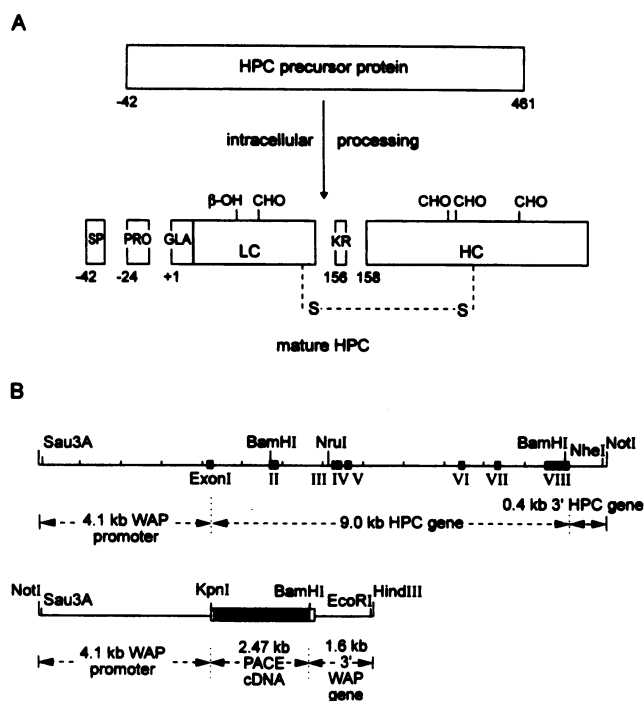 A
HPC precursor protein
-42 461
intracellular processing
β-OH CHO CHO CHO CHO
SP PRO GLA LC KR HC
-42 -24 +1 156 158
S S
mature HPC
B
Sau3A BamHI NruI BamHI NheI NotI
ExonI II III IV V VI VII VIII
0.4 kb 3' HPC gene
4.1 kb WAP promoter
9.0 kb HPC gene
NotI Sau3A KpnI BamHI EcoRI HindIII
4.1 kb WAP promoter
2.47 kb PACE cDNA
1.6 kb 3' WAP gene